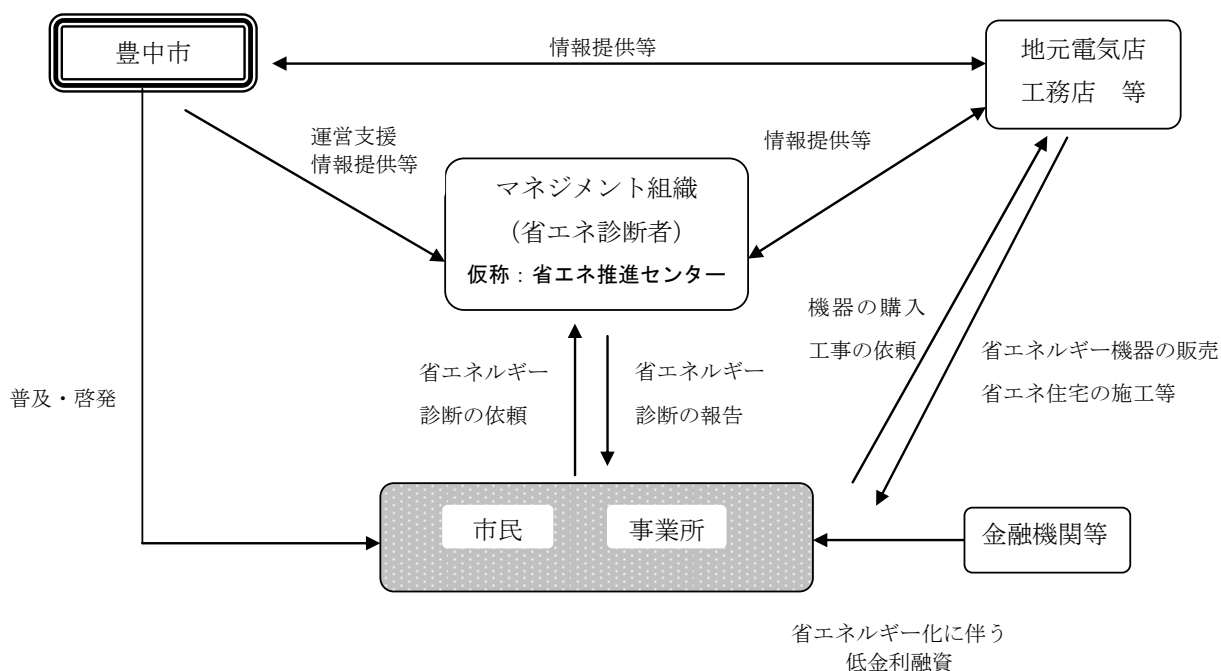 豊中市
情報提供等
地元電気店
工務店　等
運営支援
情報提供等
情報提供等
マネジメント組織
（省エネ診断者）
仮称：省エネ推進センター
機器の購入
工事の依頼
省エネルギー機器の販売
省エネ住宅の施工等
省エネルギー
診断の依頼
省エネルギー
診断の報告
普及・啓発
市民
事業所
金融機関等
省エネルギー化に伴う
低金利融資